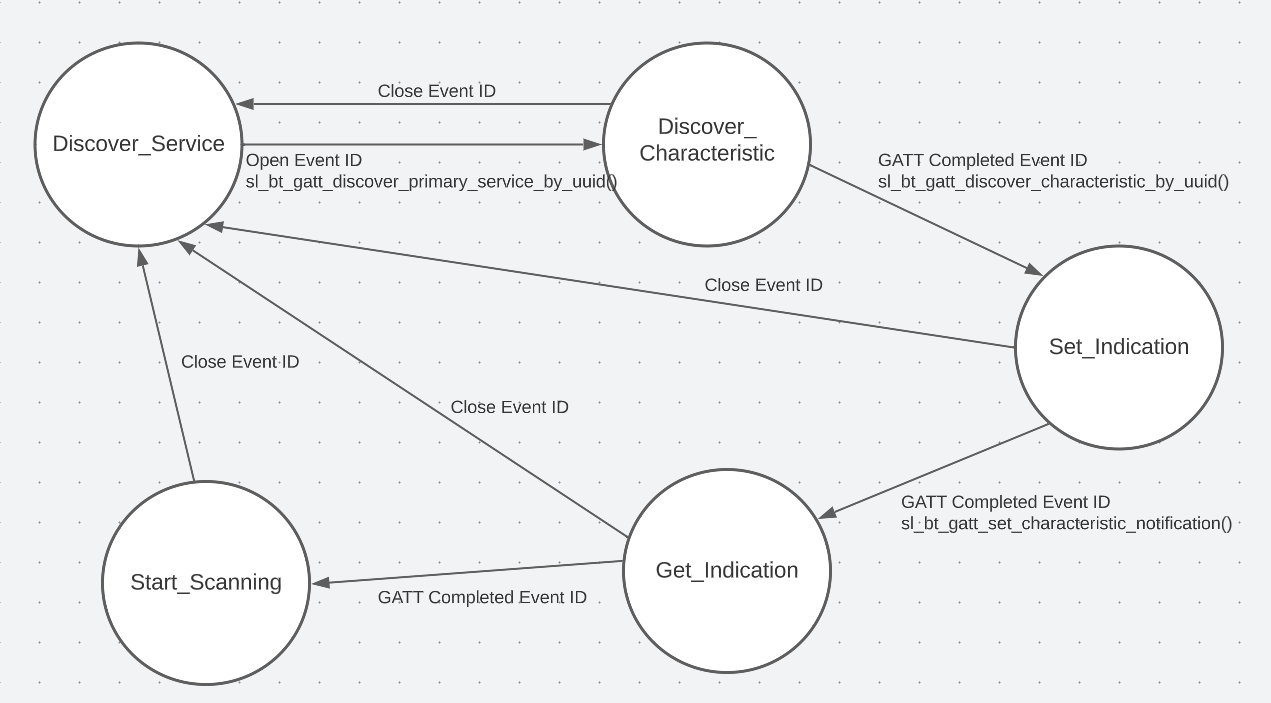 Close Event ID
Discover_Service
Discover_
Characteristic
Open Event ID
sl_bt_gatt_discover_primary_service_by_uuid()
GATT Completed Event ID
sl_bt_gatt_discover_characteristic_by_uuid()
Close Event ID
Set_Indication
Close Event ID
Close Event ID
GATT Completed Event ID
sl_bt_gatt_set_characteristic_notification()
Get_Indication
Start_Scanning
GATT Completed Event ID